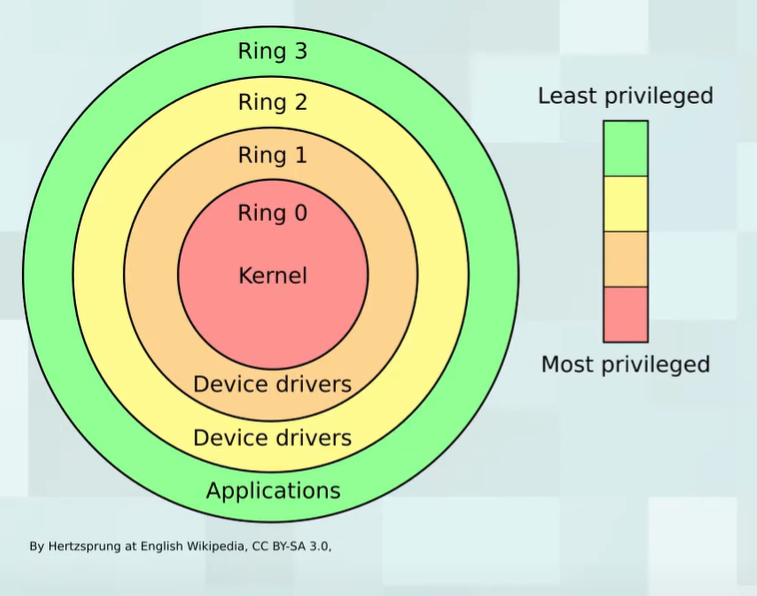 Ring 3
Ring 2
Ring 1
Ring 0
Kernel
Device drivers
Device drivers
Applications
Least privileged
Most privileged
By Hertzsprung at English Wikipedia, CC BY-SA 3.0,